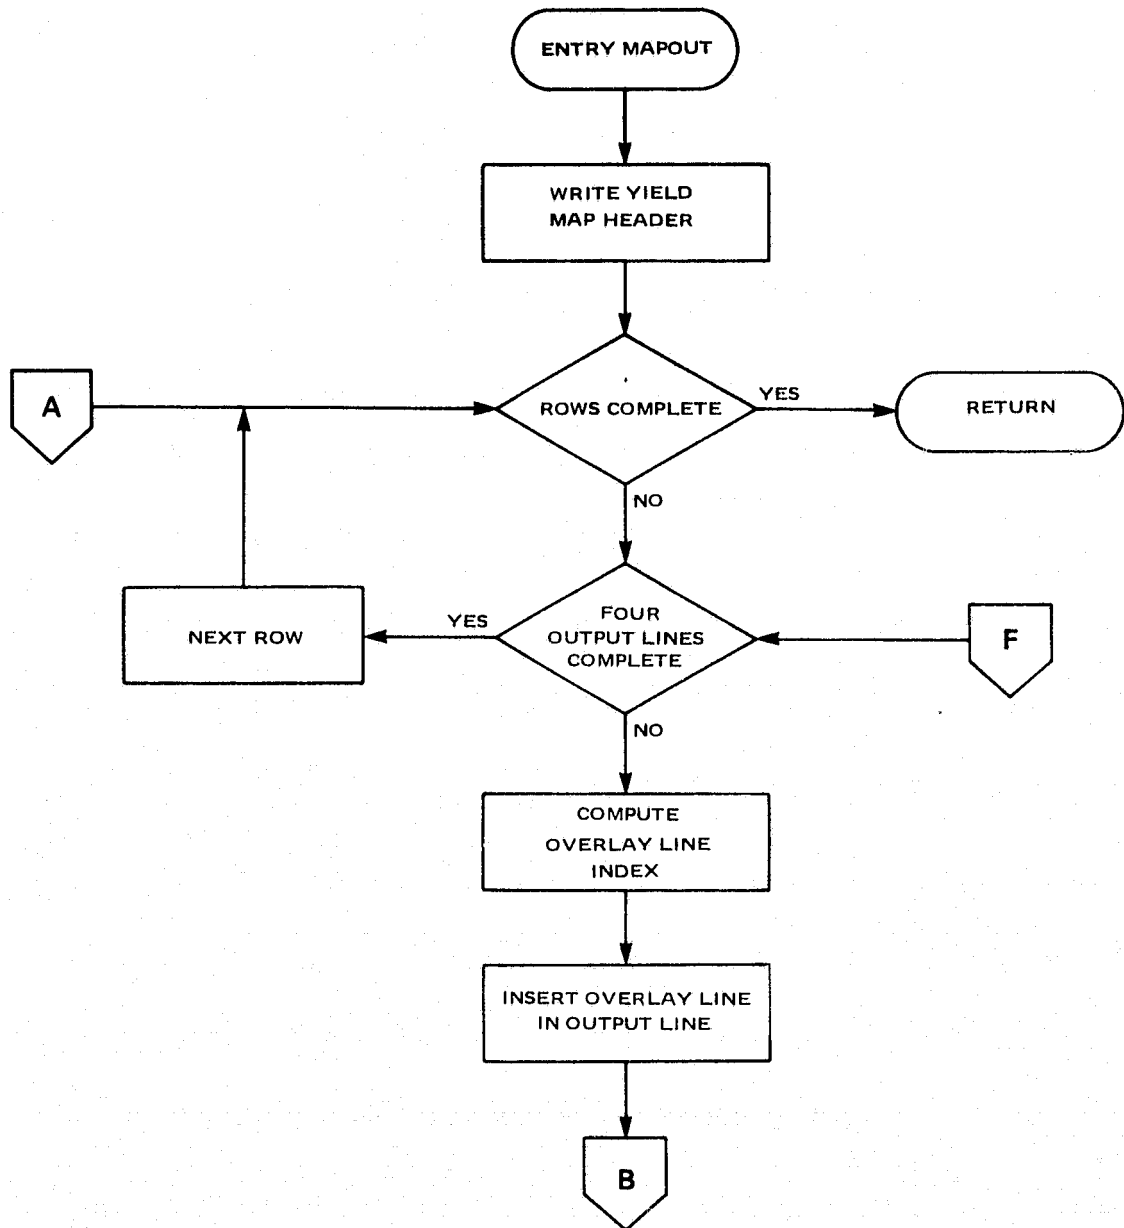 ENTRY MAPOUT
WRITE YIELD
MAP HEADER
A
ROWS COMPLETE
YES
RETURN
NO
NEXT ROW
YES
FOUR
OUTPUT LINES
COMPLETE
F
NO
COMPUTE
OVERLAY LINE
INDEX
INSERT OVERLAY LINE
IN OUTPUT LINE
B